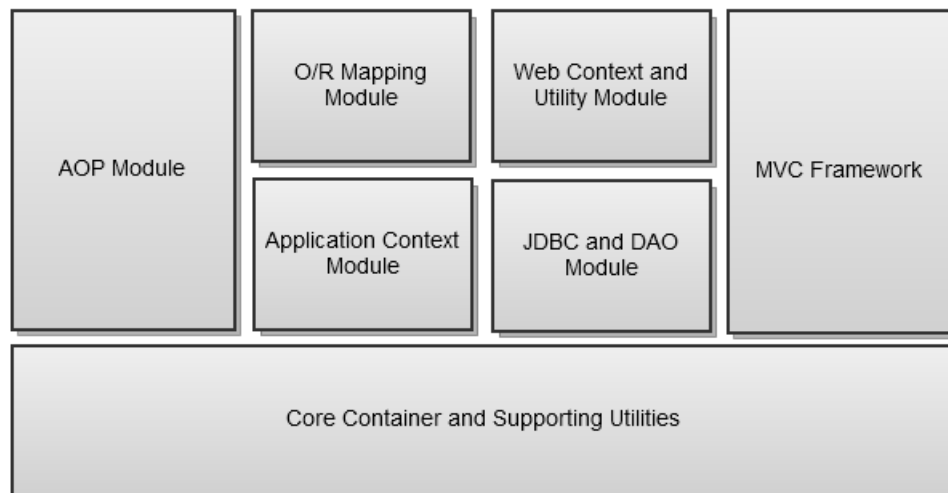 O/R Mapping
Module
Web Context and
Utility Module
AOP Module
MVC Framework
Application Context
Module
JDBC and DAO
Module
Core Container and Supporting Utilities